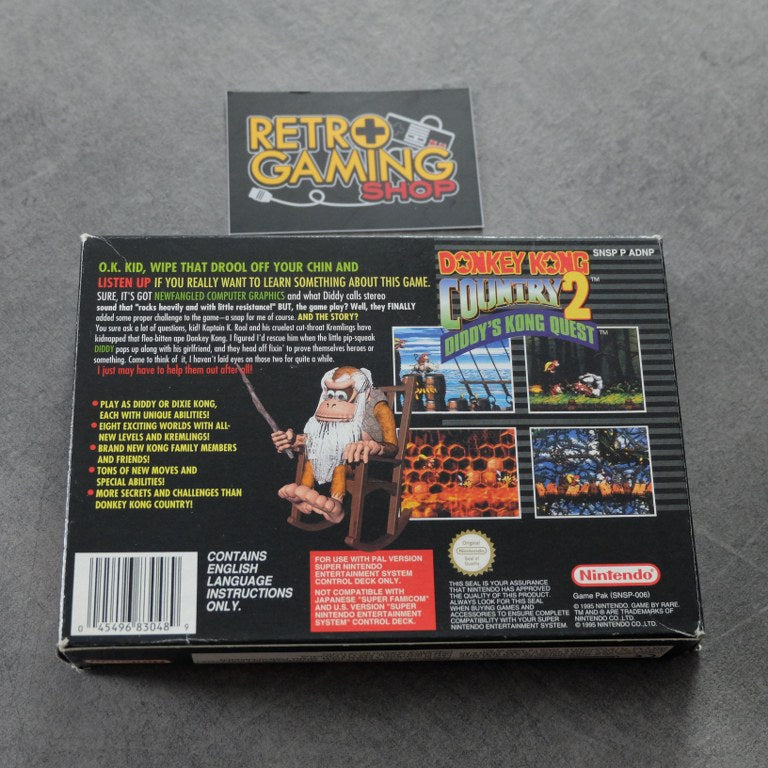 RETRO
GAMING
SHOP
O.K. KID, WIPE THAT DROOL OFF YOUR CHIN AND
LISTEN UP IF YOU REALLY WANT TO LEARN SOMETHING ABOUT THIS GAME.
SURE, IT'S GOT NEWFANGLED COMPUTER GRAPHICS and what Diddy calls stereo
sound that "rocks heavily and with little resistance!" BUT, the game play? Well, they FINALLY
added some proper challenge to the game–a snap for me of course. AND THE STORY?
You sure ask a lot of questions, kid! Kaptain K. Rool and his cruelest cut-throat Kremlings have
kidnapped that flea-bitten ape Donkey Kong. I figured I'd rescue him when the little pip-squeak
DIDDY pops up along with his girlfriend, and they head off fixin' to prove themselves heroes or
something. Come to think of it, I haven't laid eyes on those two for quite a while.
I just may have to help them out after all!
• PLAY AS DIDDY OR DIXIE KONG,
EACH WITH UNIQUE ABILITIES!
• EIGHT EXCITING WORLDS WITH ALL-
NEW LEVELS AND KREMLINGS!
• BRAND NEW KONG FAMILY MEMBERS
AND FRIENDS!
• TONS OF NEW MOVES AND
SPECIAL ABILITIES!
• MORE SECRETS AND CHALLENGES THAN
DONKEY KONG COUNTRY!
SNSP P ADNP
DONKEY KONG
COUNTRY 2™
DIDDY'S KONG QUEST™
0 45496 83048 9
CONTAINS
ENGLISH
LANGUAGE
INSTRUCTIONS
ONLY.
FOR USE WITH PAL VERSION
SUPER NINTENDO
ENTERTAINMENT SYSTEM
CONTROL DECK ONLY.
NOT COMPATIBLE WITH
JAPANESE "SUPER FAMICOM"
AND U.S. VERSION "SUPER
NINTENDO ENTERTAINMENT
SYSTEM" CONTROL DECK.
Original
Nintendo
Seal of
Quality
THIS SEAL IS YOUR ASSURANCE
THAT NINTENDO HAS APPROVED
THE QUALITY OF THIS PRODUCT.
ALWAYS LOOK FOR THIS SEAL
WHEN BUYING GAMES AND
ACCESSORIES TO ENSURE COMPLETE
COMPATIBILITY WITH YOUR SUPER
NINTENDO ENTERTAINMENT SYSTEM.
Nintendo®
Game Pak (SNSP-006)
© 1995 NINTENDO. GAME BY RARE.
TM AND ® ARE TRADEMARKS OF
NINTENDO CO.,LTD.
© 1995 NINTENDO CO.,LTD.